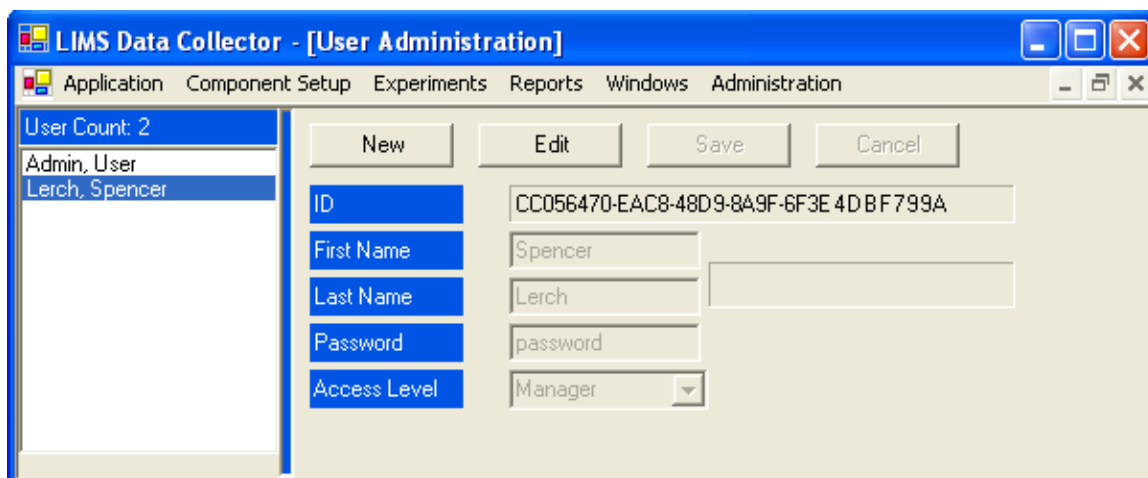 LIMS Data Collector - [User Administration]
Application Component Setup Experiments Reports Windows Administration
User Count: 2
Admin, User
Lerch, Spencer
New Edit Save Cancel
ID CC056470-EAC8-48D9-8A9F-6F3E4DBF799A
First Name Spencer
Last Name Lerch
Password password
Access Level Manager